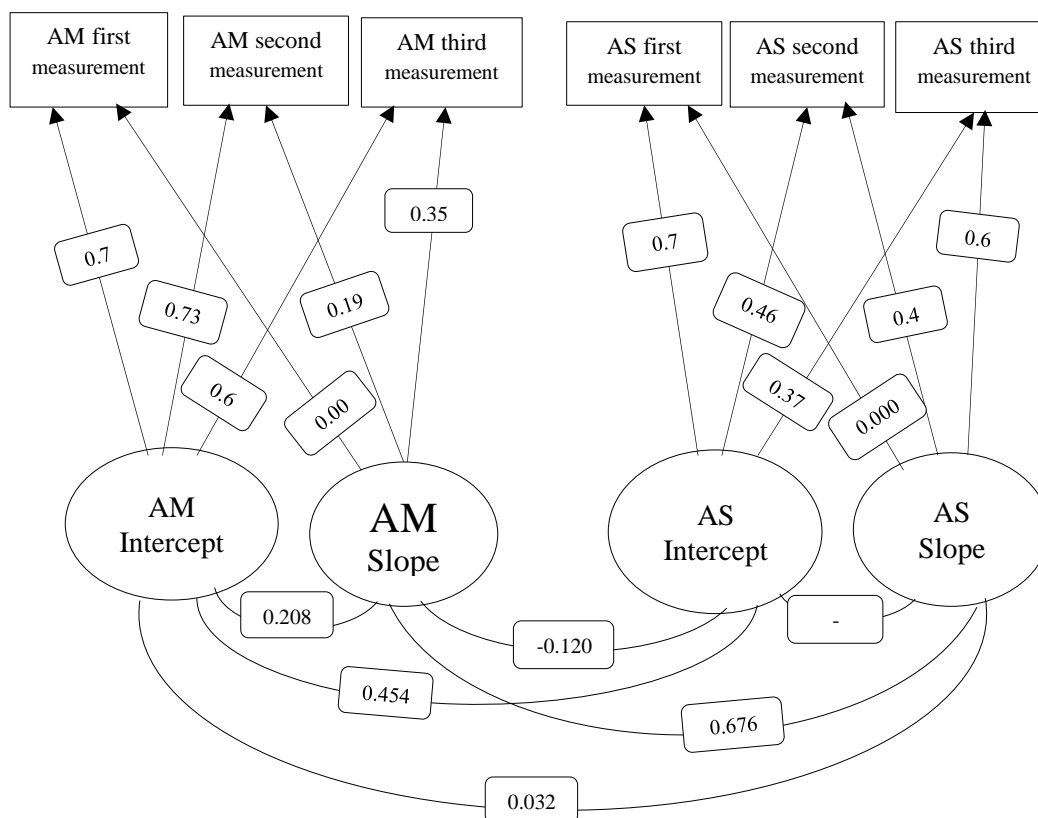 AM first
measurement
AM second
measurement
AM third
measurement
AS first
measurement
AS second
measurement
AS third
measurement
0.35
0.7
0.7
0.6
0.73
0.19
0.46
0.4
0.6
0.00
0.37
0.000
AM
Intercept
AM
Slope
AS
Intercept
AS
Slope
0.208
-0.120
-
0.454
0.676
0.032